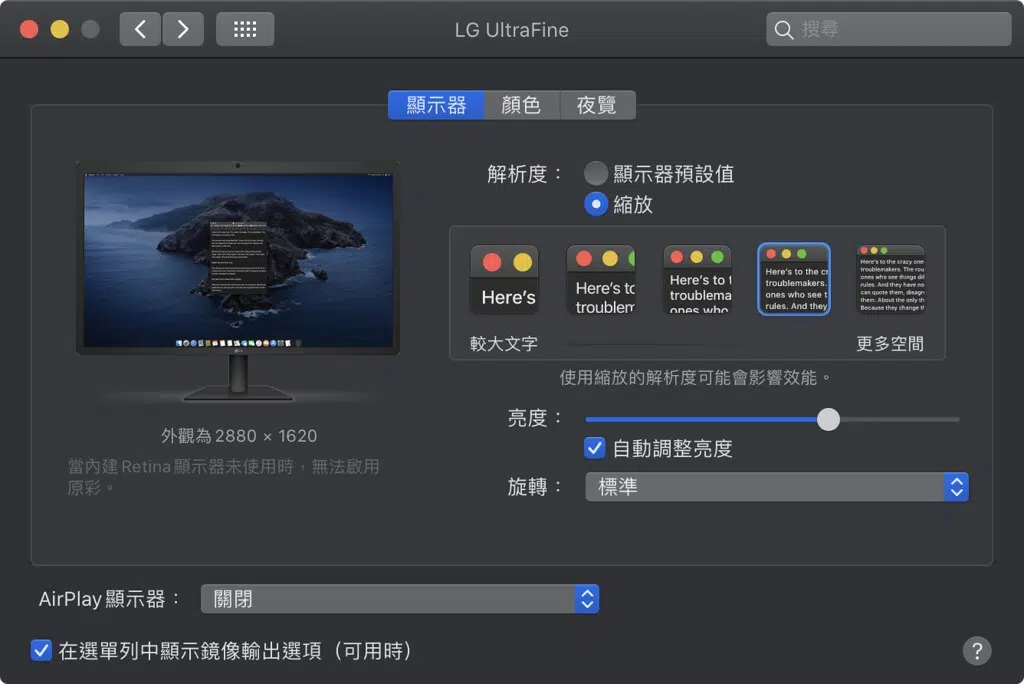 LG UltraFine
搜尋
顯示器 顏色 夜覽
解析度： 顯示器預設值
縮放
Here's
Here's to
troublem
Here's to t
troublema
ones who
Here's to the cr
troublemakers.
ones who see t
rules. And they
Here's to the crazy one
troublemakers. The rou
ones who see things dif
rules. And they have no
can quote them, disagr
them. About the only th
Because they change t
較大文字 更多空間
使用縮放的解析度可能會影響效能。
亮度：
自動調整亮度
旋轉： 標準
外觀為 2880 × 1620
當內建 Retina 顯示器未使用時，無法啟用
原彩。
AirPlay 顯示器： 關閉
在選單列中顯示鏡像輸出選項（可用時）
?